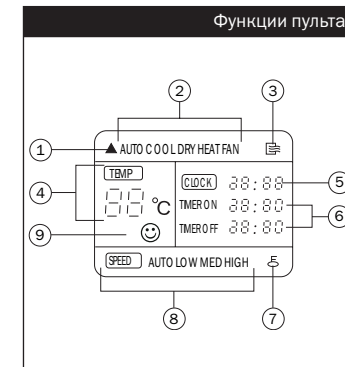 Функции пульта
2
3
1
AUTO COOL DRY HEAT FAN
TEMP
4
CLOCK 88:88
5
88 °C
TIMER ON 88:88
6
TIMER OFF 88:88
9
SPEED AUTO LOW MED HIGH
8
7